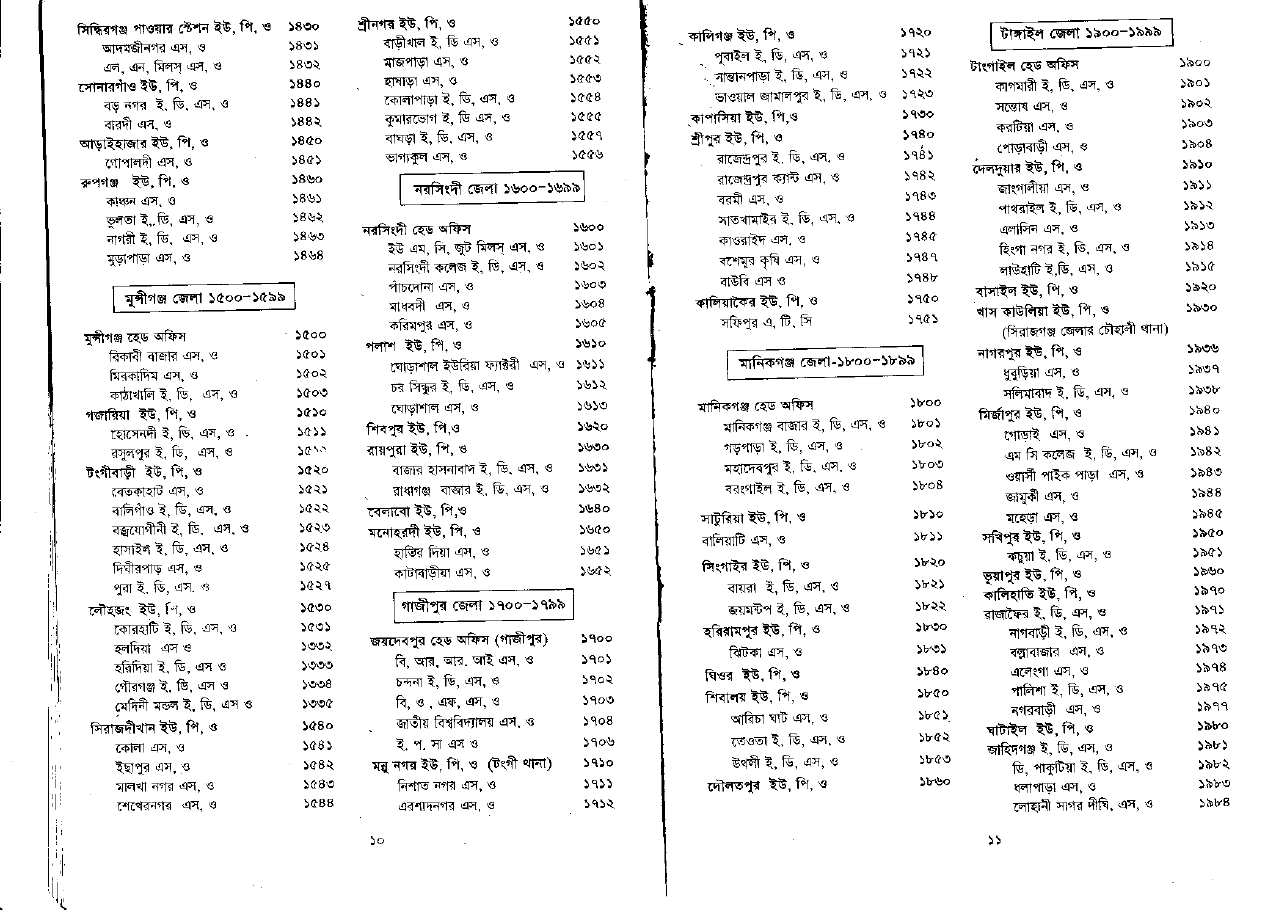 সিদ্ধিরগঞ্জ পাওয়ার স্টেশন ইউ, পি, ও ১৪৩০
আদমজীনগর এস, ও ১৪৩১
এল, এন, মিলস্ এস, ও ১৪৩২
সোনারগাঁও ইউ, পি, ও ১৪৪০
বড় নগর ই, ডি, এস, ও ১৪৪১
বারদী এস, ও ১৪৪২
আড়াইহাজার ইউ, পি, ও ১৪৫০
গোপালদী এস, ও ১৪৫১
রুপগঞ্জ ইউ, পি, ও ১৪৬০
কাঞ্চন এস, ও ১৪৬১
ভুলতা ই, ডি, এস, ও ১৪৬২
নাগরী ই, ডি, এস, ও ১৪৬৩
মুড়াপাড়া এস, ও ১৪৬৪
মুন্সীগঞ্জ জেলা ১৫০০-১৫৯৯
মুন্সীগঞ্জ হেড অফিস ১৫০০
রিকাবী বাজার এস, ও ১৫০১
মিরকাদিম এস, ও ১৫০২
কাঠাখালি ই, ডি, এস, ও ১৫০৩
গজারিয়া ইউ, পি, ও ১৫১০
হোসেনদী ই, ডি, এস, ও ১৫১১
রসুলপুর ই, ডি, এস, ও
টংগীবাড়ী ইউ, পি, ও ১৫২০
বেতকাহাট এস, ও ১৫২১
বালিগাঁও ই, ডি, এস, ও ১৫২২
বজ্রযোগীনী ই, ডি, এস, ও ১৫২৩
হাসাইল ই, ডি, এস, ও ১৫২৪
দিঘীরপাড় এস, ও ১৫২৫
পুরা ই, ডি, এস, ও ১৫২৭
লৌহজং ইউ, পি, ও ১৫৩০
কোরহাটি ই, ডি, এস, ও ১৫৩১
হলদিয়া এস ও ১৩৩২
হরিদিয়া ই, ডি, এস ও ১৩৩৩
গৌরগঞ্জ ই, ডি, এস ও ১৩৩৪
মেদিনী মন্ডল ই, ডি, এস ও ১৩৩৫
সিরাজদীখান ইউ, পি, ও ১৫৪০
কোলা এস, ও ১৫৪১
ইছাপুর এস, ও ১৫৪২
মালখা নগর এস, ও ১৫৪৩
শেখেরনগর এস, ও ১৫৪৪
শ্রীনগর ইউ, পি, ও ১৫৫০
বাড়ীখাল ই, ডি এস, ও ১৫৫১
মাজপাড়া এস, ও ১৫৫২
হাষাড়া এস, ও ১৫৫৩
কোলাপাড়া ই, ডি, এস, ও ১৫৫৪
কুমারভোগ ই, ডি, এস, ও ১৫৫৫
বাঘড়া ই, ডি, এস, ও ১৫৫৭
ভাগ্যকুল এস, ও ১৫৫৬
নরসিংদী জেলা ১৬০০-১৬৯৯
নরসিংদী হেড অফিস ১৬০০
ইউ এম, সি, জুট মিলস্ এস, ও ১৬০১
নরসিংদী কলেজ ই, ডি, এস, ও ১৬০২
পাঁচদোনা এস, ও ১৬০৩
মাধবদী এস, ও ১৬০৪
করিমপুর এস, ও ১৬০৫
পলাশ ইউ, পি, ও ১৬১০
ঘোড়াশাল ইউরিয়া ফ্যাক্টরী এস, ও ১৬১১
চর সিন্ধুর ই, ডি, এস, ও ১৬১২
ঘোড়াশাল এস, ও ১৬১৩
শিবপুর ইউ, পি,ও ১৬২০
রায়পুরা ইউ, পি, ও ১৬৩০
বাজার হাসনাবাদ ই, ডি, এস, ও ১৬৩১
রাধাগঞ্জ বাজার ই, ডি, এস, ও ১৬৩২
বেলাবো ইউ, পি,ও ১৬৪০
মনোহরদী ইউ, পি, ও ১৬৫০
হাতির দিয়া এস, ও ১৬৫১
কাটাবাড়ীয়া এস, ও ১৬৫২
গাজীপুর জেলা ১৭০০-১৭৯৯
জয়দেবপুর হেড অফিস (গাজীপুর) ১৭০০
বি, আর, আর. আই এস, ও ১৭০১
চন্দনা ই, ডি, এস, ও ১৭০২
বি, ও, এফ, এস, ও ১৭০৩
জাতীয় বিশ্ববিদ্যালয় এস, ও ১৭০৪
ই. প. সা এস ও ১৭০৬
মন্নু নগর ইউ, পি, ও (টংগী থানা) ১৭১০
নিশাত নগর এস, ও ১৭১১
এরশাদনগর এস, ও ১৭১২
১০
কালিগঞ্জ ইউ, পি, ও ১৭২০
পুবাইল ই, ডি, এস, ও ১৭২১
সান্তানপাড়া ই, ডি, এস, ও ১৭২২
ভাওয়াল জামালপুর ই, ডি, এস, ও ১৭২৩
কাপাসিয়া ইউ, পি,ও ১৭৩০
শ্রীপুর ইউ, পি, ও ১৭৪০
রাজেন্দ্রপুর ই, ডি, এস, ও ১৭৪১
রাজেন্দ্রপুর ক্যান্ট এস, ও ১৭৪২
বরমী এস, ও ১৭৪৩
সাতখামাইর ই, ডি, এস, ও ১৭৪৪
কাওরাইদ এস, ও ১৭৪৫
বশেমুর কৃষি এস, ও ১৭৪৭
বাউবি এস ও ১৭৪৮
কালিয়াকৈর ইউ, পি, ও ১৭৫০
সফিপুর এ, টি, সি ১৭৫১
মানিকগঞ্জ জেলা-১৮০০-১৮৯৯
মানিকগঞ্জ হেড অফিস ১৮০০
মানিকগঞ্জ বাজার ই, ডি, এস, ও ১৮০১
গড়পাড়া ই, ডি, এস, ও ১৮০২
মহাদেবপুর ই, ডি, এস, ও ১৮০৩
বরংগাইল ই, ডি, এস, ও ১৮০৪
সাটুরিয়া ইউ, পি, ও ১৮১০
বালিয়াটি এস, ও ১৮১১
সিংগাইর ইউ, পি, ও ১৮২০
বায়রা ই, ডি, এস, ও ১৮২১
জয়মন্টপ ই, ডি, এস, ও ১৮২২
হরিরামপুর ইউ, পি, ও ১৮৩০
ঝিটকা এস, ও ১৮৩১
ঘিওর ইউ, পি, ও ১৮৪০
শিবালয় ইউ, পি, ও ১৮৫০
আরিচা ঘাট এস, ও ১৮৫১
তেওতা ই, ডি, এস, ও ১৮৫২
উথলী ই, ডি, এস, ও ১৮৫৩
দৌলতপুর ইউ, পি, ও ১৮৬০
টাঙ্গাইল জেলা ১৯০০-১৯৯৯
টাংগাইল হেড অফিস ১৯০০
কাগমারী ই, ডি, এস, ও ১৯০১
সন্তোষ এস, ও ১৯০২
করটিয়া এস, ও ১৯০৩
পোড়াবাড়ী এস, ও ১৯০৪
দেলদুয়ার ইউ, পি, ও ১৯১০
জাংগালীয়া এস, ও ১৯১১
পাথরাইল ই, ডি, এস, ও ১৯১২
এলাসিন এস, ও ১৯১৩
হিংগা নগর ই, ডি, এস, ও ১৯১৪
লাউহাটি ই,ডি, এস, ও ১৯১৫
বাসাইল ইউ, পি, ও ১৯২০
খাস কাউলিয়া ইউ, পি, ও ১৯৩০
(সিরাজগঞ্জ জেলার চৌহালী থানা)
নাগরপুর ইউ, পি, ও ১৯৩৬
ধুবুড়িয়া এস, ও ১৯৩৭
সলিমাবাদ ই, ডি, এস, ও ১৯৩৮
মির্জাপুর ইউ, পি, ও ১৯৪০
গোড়াই এস, ও ১৯৪১
এম সি কলেজ ই, ডি, এস, ও ১৯৪২
ওয়ার্সী পাইক পাড়া এস, ও ১৯৪৩
জামুর্কী এস, ও ১৯৪৪
মহেড়া এস, ও ১৯৪৫
সখিপুর ইউ, পি, ও ১৯৫০
কচুয়া ই, ডি, এস, ও ১৯৫১
ভূয়াপুর ইউ, পি, ও ১৯৬০
কালিহাতি ইউ, পি, ও ১৯৭০
রাজাফৈর ই, ডি, এস, ও ১৯৭১
নাগবাড়ী ই, ডি, এস, ও ১৯৭২
বল্লাবাজার এস, ও ১৯৭৩
এলেংগা এস, ও ১৯৭৪
পালিশা ই, ডি, এস, ও ১৯৭৫
নগরবাড়ী এস, ও ১৯৭৭
ঘাটাইল ইউ, পি, ও ১৯৮০
জাহিদগঞ্জ ই, ডি, এস, ও ১৯৮১
ডি, পাকুটিয়া ই, ডি, এস, ও ১৯৮২
ধলাপাড়া এস, ও ১৯৮৩
লোহানী সাগর দীঘি, এস, ও ১৯৮৪
১১